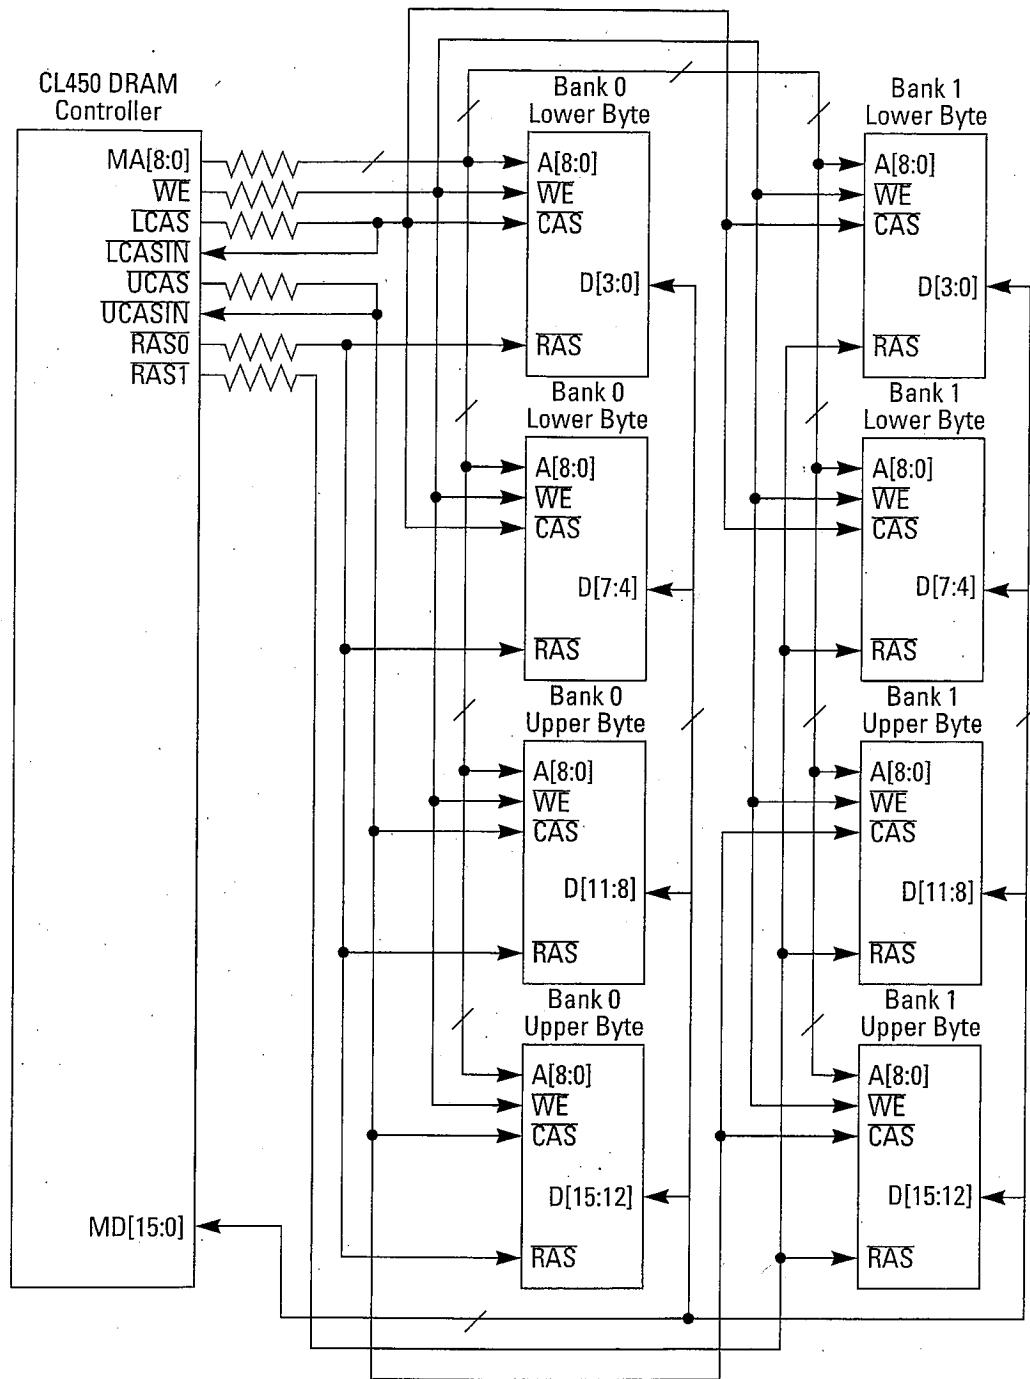 CL450 DRAM
Controller
MA[8:0]
WE
LCAS
LCASIN
UCAS
UCASIN
RAS0
RAS1
MD[15:0]
Bank 0
Lower Byte
A[8:0]
WE
CAS
D[3:0]
RAS
Bank 0
Lower Byte
A[8:0]
WE
CAS
D[7:4]
RAS
Bank 0
Upper Byte
A[8:0]
WE
CAS
D[11:8]
RAS
Bank 0
Upper Byte
A[8:0]
WE
CAS
D[15:12]
RAS
Bank 1
Lower Byte
A[8:0]
WE
CAS
D[3:0]
RAS
Bank 1
Lower Byte
A[8:0]
WE
CAS
D[7:4]
RAS
Bank 1
Upper Byte
A[8:0]
WE
CAS
D[11:8]
RAS
Bank 1
Upper Byte
A[8:0]
WE
CAS
D[15:12]
RAS